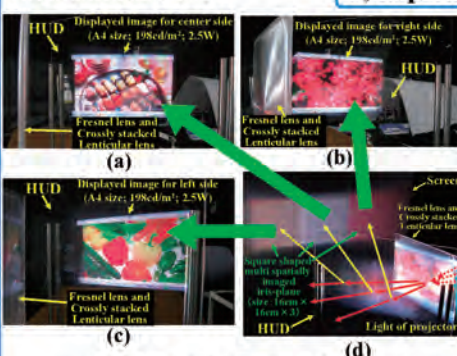 Displayed image for center side
(A4 size; 198cd/m²; 2.5W)
HUD
Fresnel lens and
Crossly stacked
Lenticular lens
(a)
Displayed image for right side
(A4 size; 198cd/m²; 2.5W)
HUD
Fresnel lens and
Crossly stacked
Lenticular lens
(b)
Displayed image for left side
(A4 size; 198cd/m²; 2.5W)
HUD
Fresnel lens and
Crossly stacked
Lenticular lens
(c)
Screen
Fresnel lens and
Crossly stacked
Lenticular lens
Square shaped
multi spatially
imaged
iris-plane
(size: 16cm ×
16cm × 3)
HUD
Light of projector
(d)